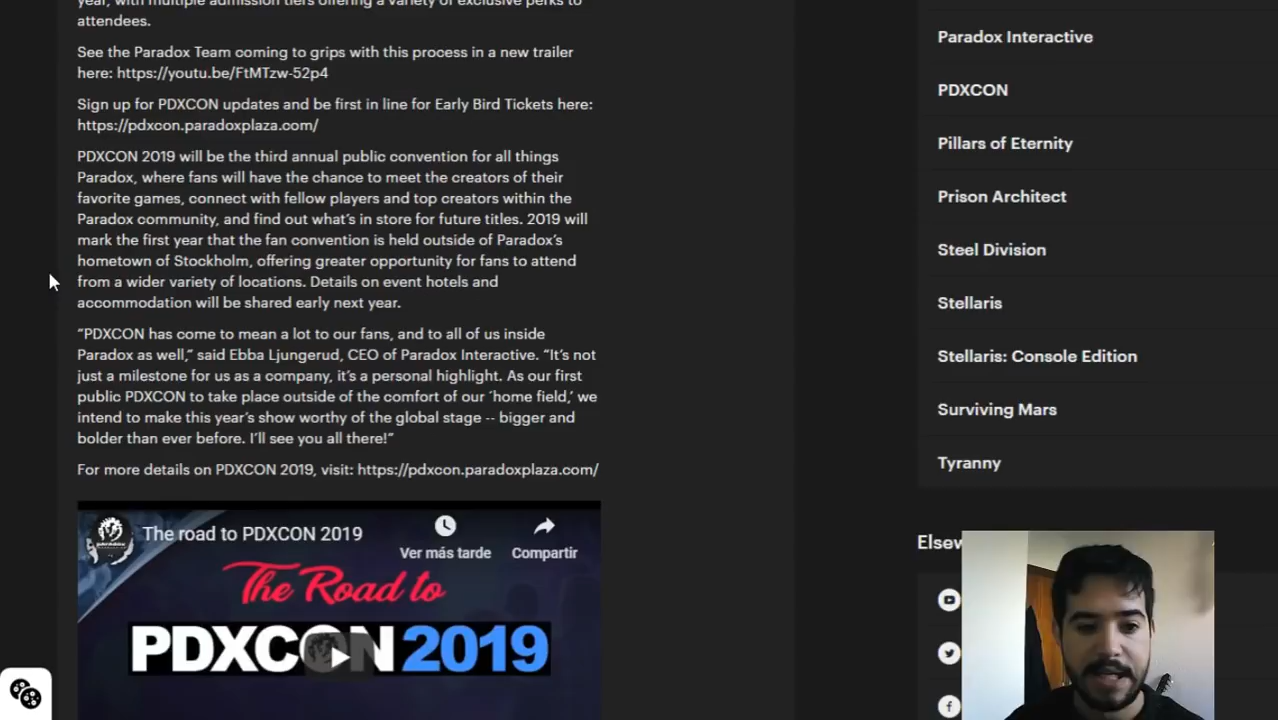 year, with multiple admission tiers offering a variety of exclusive perks to
attendees.
See the Paradox Team coming to grips with this process in a new trailer
here: https://youtu.be/FtMTzw-52p4
Sign up for PDXCON updates and be first in line for Early Bird Tickets here:
https://pdxcon.paradoxplaza.com/
PDXCON 2019 will be the third annual public convention for all things
Paradox, where fans will have the chance to meet the creators of their
favorite games, connect with fellow players and top creators within the
Paradox community, and find out what’s in store for future titles. 2019 will
mark the first year that the fan convention is held outside of Paradox’s
hometown of Stockholm, offering greater opportunity for fans to attend
from a wider variety of locations. Details on event hotels and
accommodation will be shared early next year.
“PDXCON has come to mean a lot to our fans, and to all of us inside
Paradox as well,” said Ebba Ljungerud, CEO of Paradox Interactive. “It’s not
just a milestone for us as a company, it’s a personal highlight. As our first
public PDXCON to take place outside of the comfort of our ‘home field,’ we
intend to make this year’s show worthy of the global stage -- bigger and
bolder than ever before. I’ll see you all there!”
For more details on PDXCON 2019, visit: https://pdxcon.paradoxplaza.com/
The road to PDXCON 2019
Ver más tarde
Compartir
The Road to
PDXCON 2019
Paradox Interactive
PDXCON
Pillars of Eternity
Prison Architect
Steel Division
Stellaris
Stellaris: Console Edition
Surviving Mars
Tyranny
Elsew